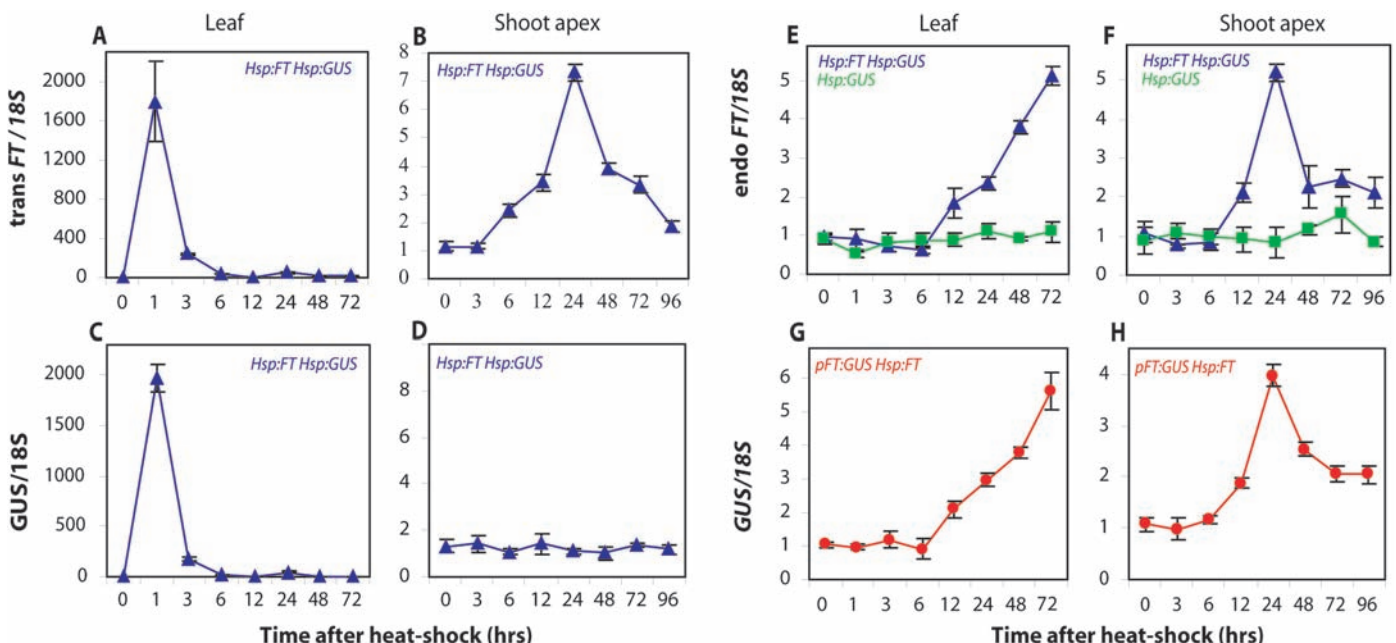 Leaf
Shoot apex
Leaf
Shoot apex
A
B
E
F
trans FT / 18S
2000
1600
1200
800
400
0
Hsp:FT Hsp:GUS
0 1 3 6 12 24 48 72
8
7
6
5
4
3
2
1
0
Hsp:FT Hsp:GUS
0 3 6 12 24 48 72 96
endo FT/18S
5
4
3
2
1
0
Hsp:FT Hsp:GUS
Hsp:GUS
0 1 3 6 12 24 48 72
5
4
3
2
1
0
Hsp:FT Hsp:GUS
Hsp:GUS
0 3 6 12 24 48 72 96
C
D
G
H
GUS/18S
2000
1500
1000
500
0
Hsp:FT Hsp:GUS
0 1 3 6 12 24 48 72
8
6
4
2
0
Hsp:FT Hsp:GUS
0 3 6 12 24 48 72 96
GUS/18S
6
5
4
3
2
1
0
pFT:GUS Hsp:FT
0 1 3 6 12 24 48 72
4
3
2
1
0
pFT:GUS Hsp:FT
0 3 6 12 24 48 72 96
Time after heat-shock (hrs)
Time after heat-shock (hrs)